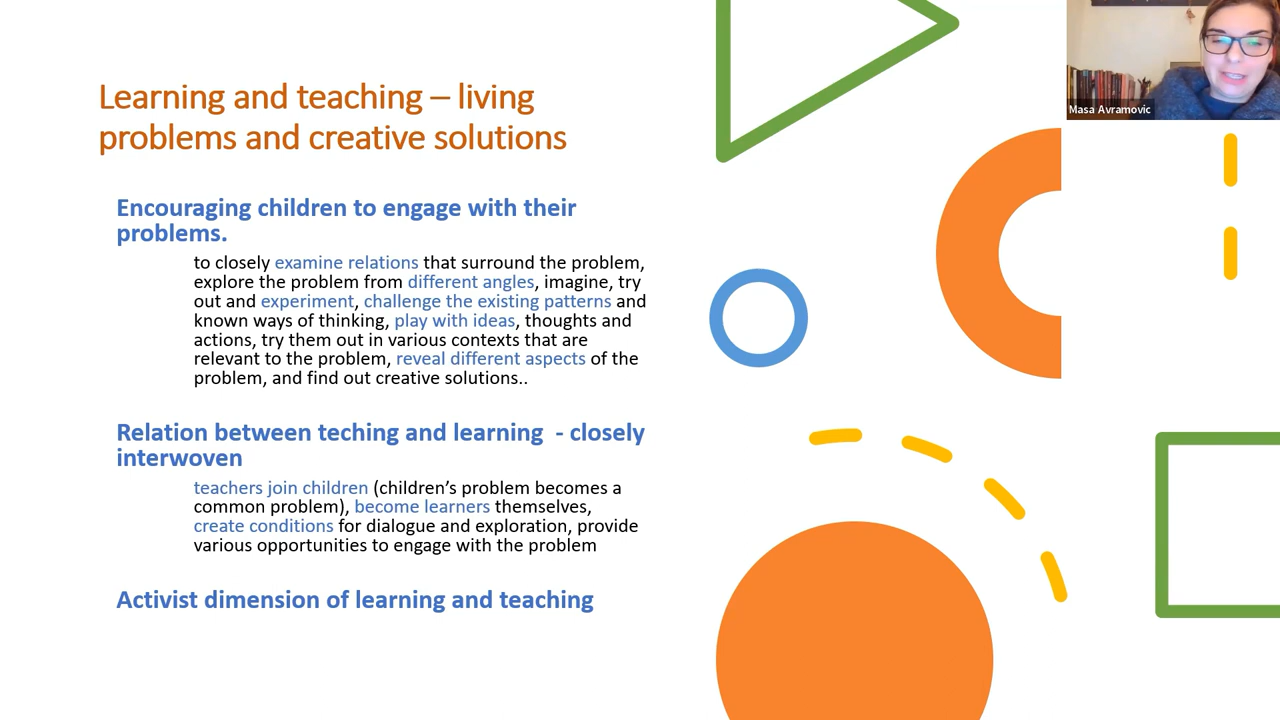 Masa Avramovic
Learning and teaching – living
problems and creative solutions
Encouraging children to engage with their
problems.
to closely examine relations that surround the problem,
explore the problem from different angles, imagine, try
out and experiment, challenge the existing patterns and
known ways of thinking, play with ideas, thoughts and
actions, try them out in various contexts that are
relevant to the problem, reveal different aspects of the
problem, and find out creative solutions..
Relation between teching and learning  - closely
interwoven
teachers join children (children’s problem becomes a
common problem), become learners themselves,
create conditions for dialogue and exploration, provide
various opportunities to engage with the problem
Activist dimension of learning and teaching